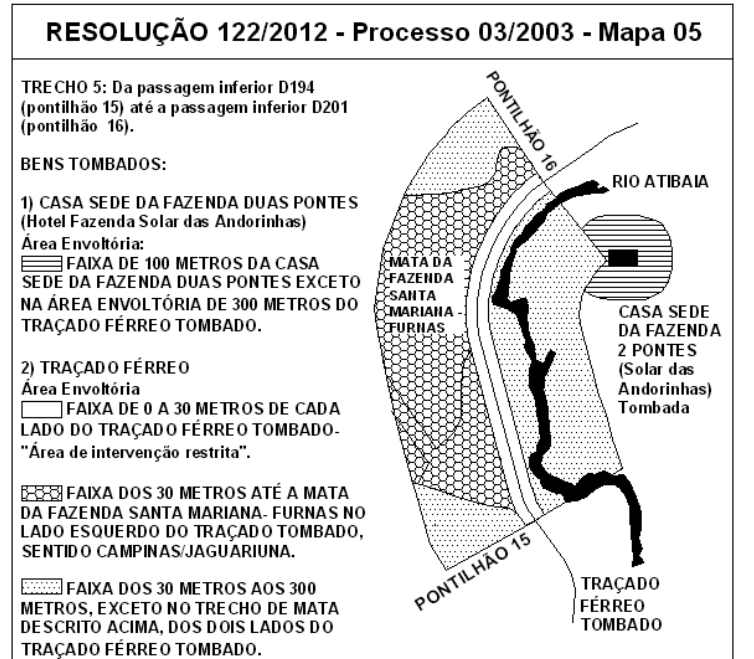 RESOLUÇÃO 122/2012 - Processo 03/2003 - Mapa 05
TRECHO 5: Da passagem inferior D194
(pontilhão 15) até a passagem inferior D201
(pontilhão 16).
BENS TOMBADOS:
1) CASA SEDE DA FAZENDA DUAS PONTES
(Hotel Fazenda Solar das Andorinhas)
Área Envoltória:
FAIXA DE 100 METROS DA CASA
SEDE DA FAZENDA DUAS PONTES EXCETO
NA ÁREA ENVOLTÓRIA DE 300 METROS DO
TRAÇADO FÉRREO TOMBADO.
2) TRAÇADO FÉRREO
Área Envoltória
FAIXA DE 0 A 30 METROS DE CADA
LADO DO TRAÇADO FÉRREO TOMBADO-
"Área de intervenção restrita".
FAIXA DOS 30 METROS ATÉ A MATA
DA FAZENDA SANTA MARIANA- FURNAS NO
LADO ESQUERDO DO TRAÇADO TOMBADO,
SENTIDO CAMPINAS/JAGUARIUNA.
FAIXA DOS 30 METROS AOS 300
METROS, EXCETO NO TRECHO DE MATA
DESCRITO ACIMA, DOS DOIS LADOS DO
TRAÇADO FÉRREO TOMBADO.
PONTILHÃO 16
RIO ATIBAIA
MATA DA
FAZENDA
SANTA
MARIANA -
FURNAS
CASA SEDE
DA FAZENDA
2 PONTES
(Solar das
Andorinhas)
Tombada
PONTILHÃO 15
TRAÇADO
FÉRREO
TOMBADO